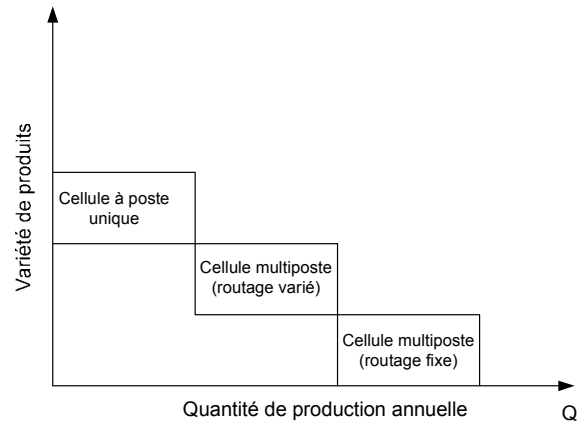 Variété de produits
Cellule à poste
unique
Cellule multiposte
(routage varié)
Cellule multiposte
(routage fixe)
Quantité de production annuelle
Q